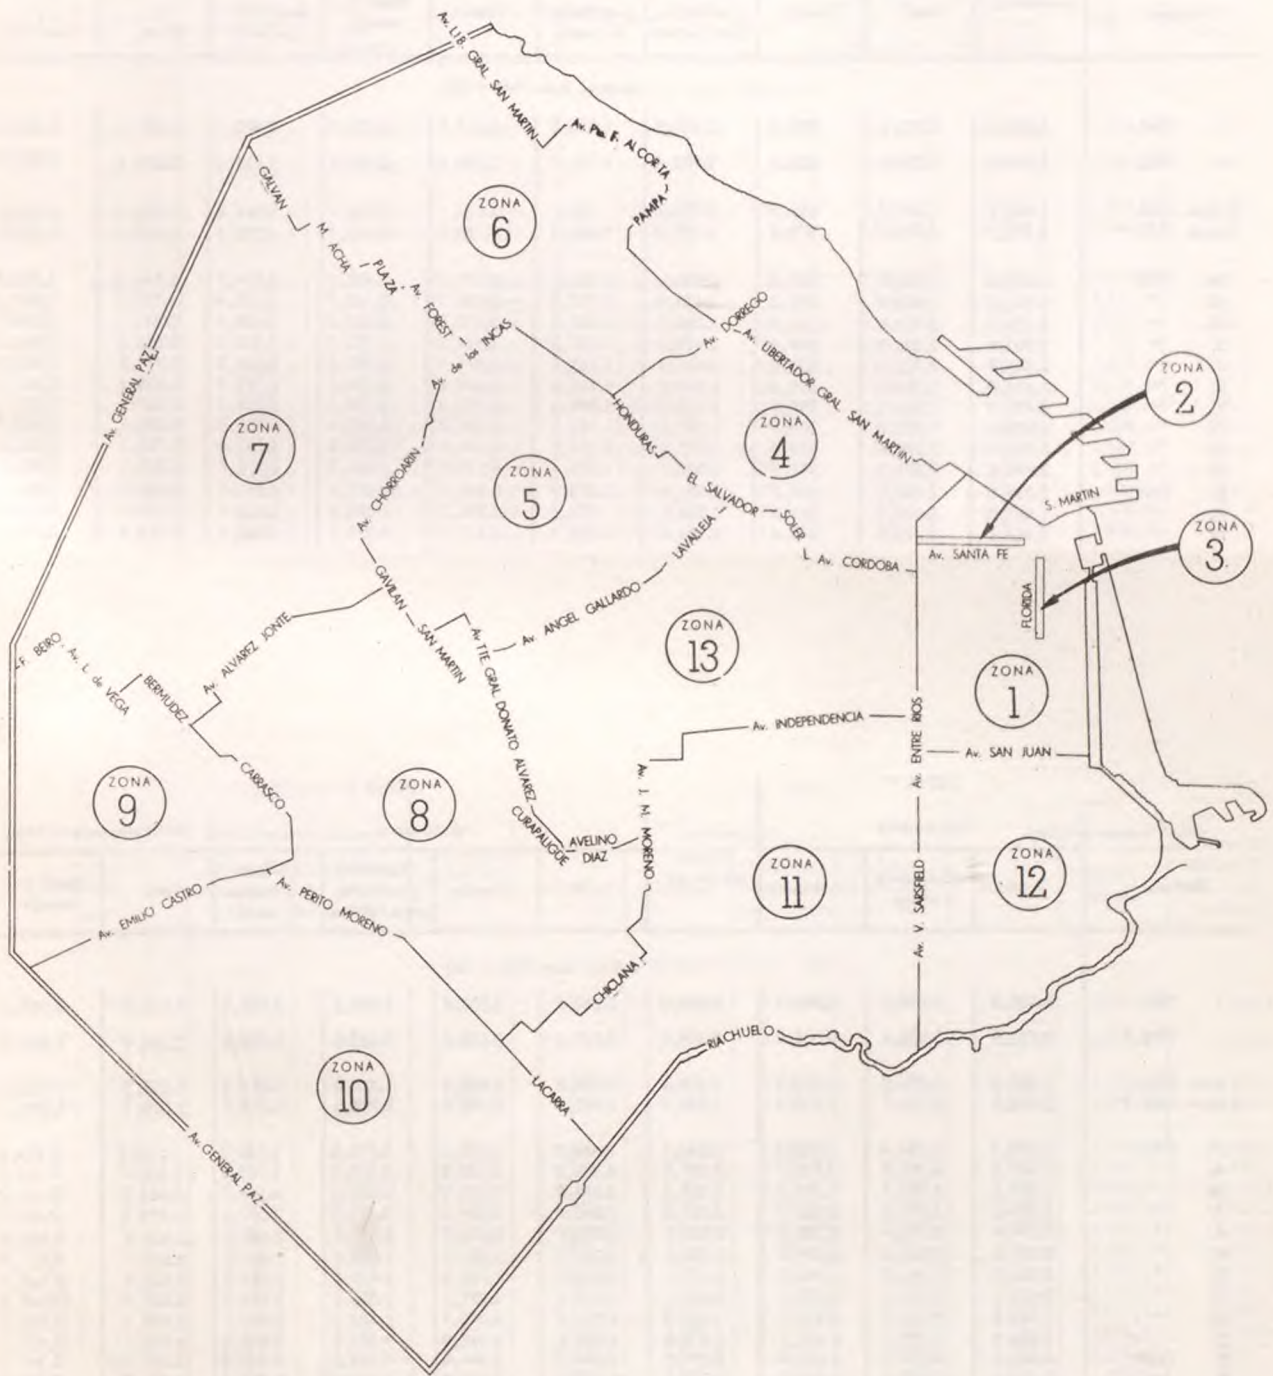 Av. LIB. GRAL. SAN MARTIN
Av. Pte. F. ALCORTA
PAMPA
GALVAN
M. ACHA
PLAZA
Av. FOREST
Av. de los INCAS
ZONA
6
Av. DORREGO
Av. LIBERTADOR GRAL. SAN MARTIN
ZONA
2
Av. GENERAL PAZ
ZONA
7
ZONA
5
ZONA
4
HONDURAS
EL SALVADOR
SOLER
LAVALLEJA
Av. CHORROARIN
S. MARTIN
ZONA
3
Av. SANTA FE
L. Av. CORDOBA
FLORIDA
GAVILAN
SAN MARTIN
Av. ANGEL GALLARDO
ZONA
13
Av. ALVAREZ JONTE
F. BEIRO
Av. L. de VEGA
BERMUDEZ
Av TTE. GRAL. DONATO ALVAREZ
ZONA
1
Av. INDEPENDENCIA
Av. ENTRE RIOS
Av. SAN JUAN
CARRASCO
ZONA
9
ZONA
8
CURAPALIGUE
AVELINO
DIAZ
Av. J. M. MORENO
ZONA
11
ZONA
12
Av. V. SARSFIELD
Av. EMILIO CASTRO
Av. PERITO MORENO
CHICLANA
RIACHUELO
ZONA
10
LACARRA
Av. GENERAL PAZ